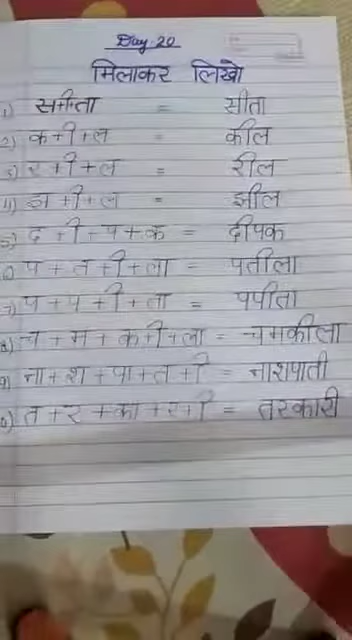 Day-20
मिलाकर लिखो
1) स+ी+ता = सीता
2) क+ी+ल = कील
3) र+ी+ल = रील
4) झ+ी+ल = झील
5) द+ी+प+क = दीपक
6) प+त+ी+ला = पतीला
7) प+प+ी+ता = पपीता
8) च+म+क+ी+ला = चमकीला
9) ना+श+पा+त+ी = नाशपाती
10) त+र+का+र+ी = तरकारी